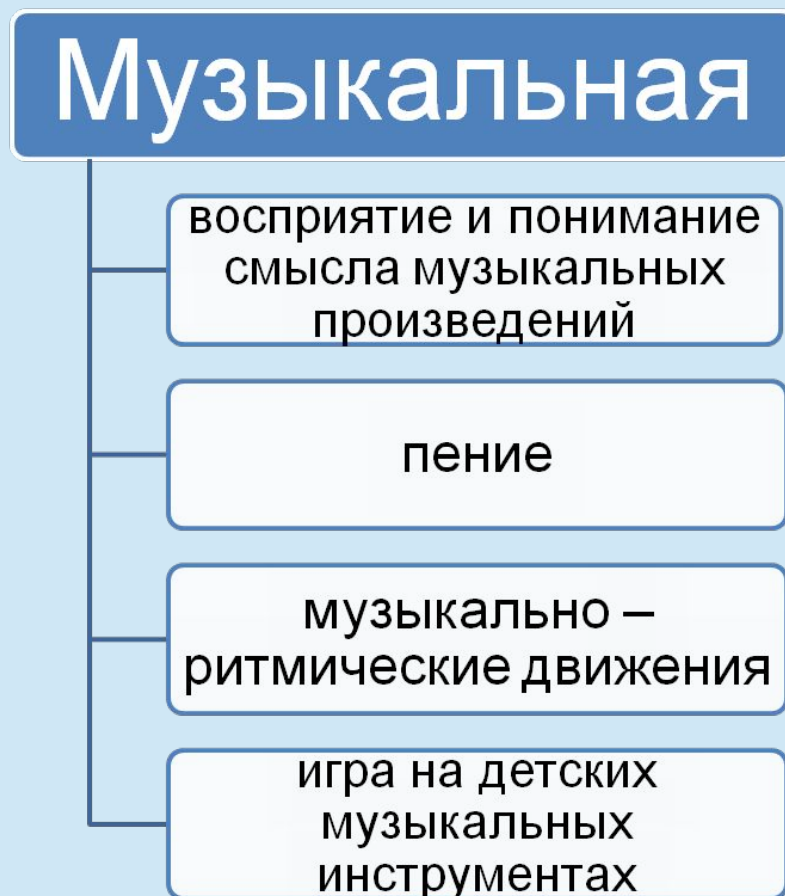 Музыкальная
восприятие и понимание
смысла музыкальных
произведений
пение
музыкально –
ритмические движения
игра на детских
музыкальных
инструментах